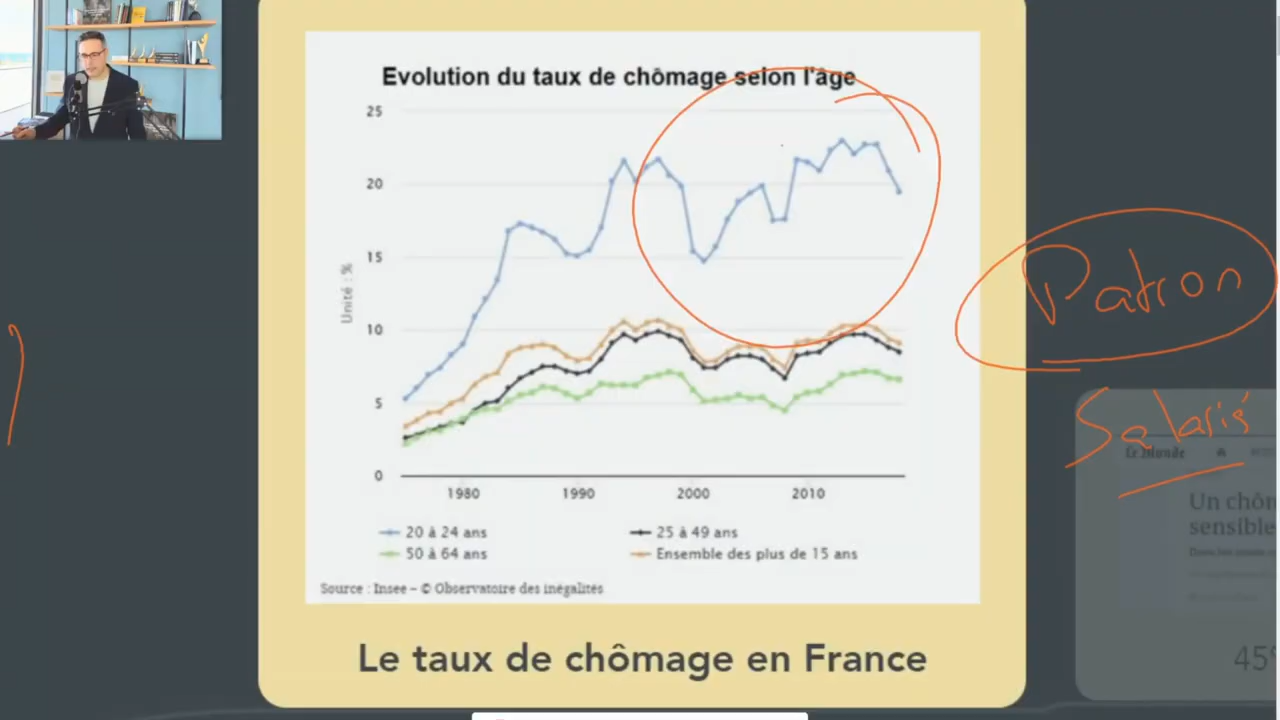 Evolution du taux de chômage selon l'âge
25
20
15
10
5
0
Unité : %
1980 1990 2000 2010
20 à 24 ans
25 à 49 ans
50 à 64 ans
Ensemble des plus de 15 ans
Source : Insee – © Observatoire des inégalités
Le taux de chômage en France
Patron
Salarié
Le Monde
Un chôm
sensible
45°